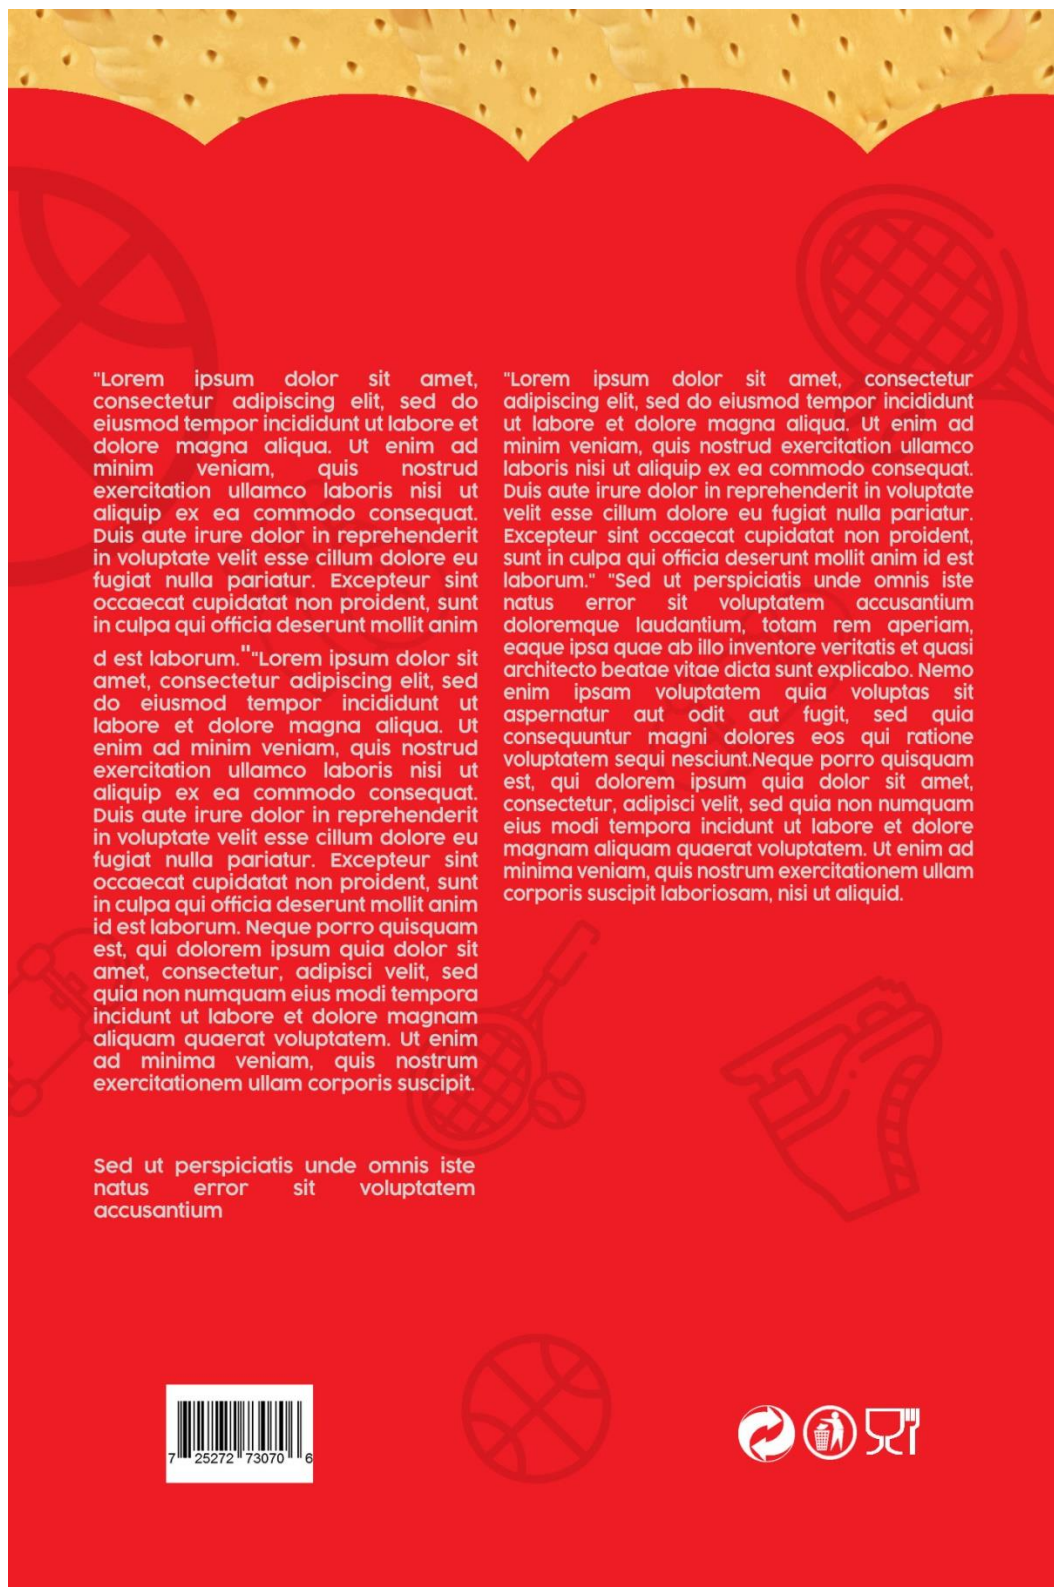 "Lorem ipsum dolor sit amet,
consectetur adipiscing elit, sed do
eiusmod tempor incididunt ut labore et
dolore magna aliqua. Ut enim ad
minim veniam, quis nostrud
exercitation ullamco laboris nisi ut
aliquip ex ea commodo consequat.
Duis aute irure dolor in reprehenderit
in voluptate velit esse cillum dolore eu
fugiat nulla pariatur. Excepteur sint
occaecat cupidatat non proident, sunt
in culpa qui officia deserunt mollit anim
d est laborum.""Lorem ipsum dolor sit
amet, consectetur adipiscing elit, sed
do eiusmod tempor incididunt ut
labore et dolore magna aliqua. Ut
enim ad minim veniam, quis nostrud
exercitation ullamco laboris nisi ut
aliquip ex ea commodo consequat.
Duis aute irure dolor in reprehenderit
in voluptate velit esse cillum dolore eu
fugiat nulla pariatur. Excepteur sint
occaecat cupidatat non proident, sunt
in culpa qui officia deserunt mollit anim
id est laborum. Neque porro quisquam
est, qui dolorem ipsum quia dolor sit
amet, consectetur, adipisci velit, sed
quia non numquam eius modi tempora
incidunt ut labore et dolore magnam
aliquam quaerat voluptatem. Ut enim
ad minima veniam, quis nostrum
exercitationem ullam corporis suscipit.
Sed ut perspiciatis unde omnis iste
natus error sit voluptatem
accusantium
"Lorem ipsum dolor sit amet, consectetur
adipiscing elit, sed do eiusmod tempor incididunt
ut labore et dolore magna aliqua. Ut enim ad
minim veniam, quis nostrud exercitation ullamco
laboris nisi ut aliquip ex ea commodo consequat.
Duis aute irure dolor in reprehenderit in voluptate
velit esse cillum dolore eu fugiat nulla pariatur.
Excepteur sint occaecat cupidatat non proident,
sunt in culpa qui officia deserunt mollit anim id est
laborum." "Sed ut perspiciatis unde omnis iste
natus error sit voluptatem accusantium
doloremque laudantium, totam rem aperiam,
eaque ipsa quae ab illo inventore veritatis et quasi
architecto beatae vitae dicta sunt explicabo. Nemo
enim ipsam voluptatem quia voluptas sit
aspernatur aut odit aut fugit, sed quia
consequuntur magni dolores eos qui ratione
voluptatem sequi nesciunt.Neque porro quisquam
est, qui dolorem ipsum quia dolor sit amet,
consectetur, adipisci velit, sed quia non numquam
eius modi tempora incidunt ut labore et dolore
magnam aliquam quaerat voluptatem. Ut enim ad
minima veniam, quis nostrum exercitationem ullam
corporis suscipit laboriosam, nisi ut aliquid.
7 25272 73070 6